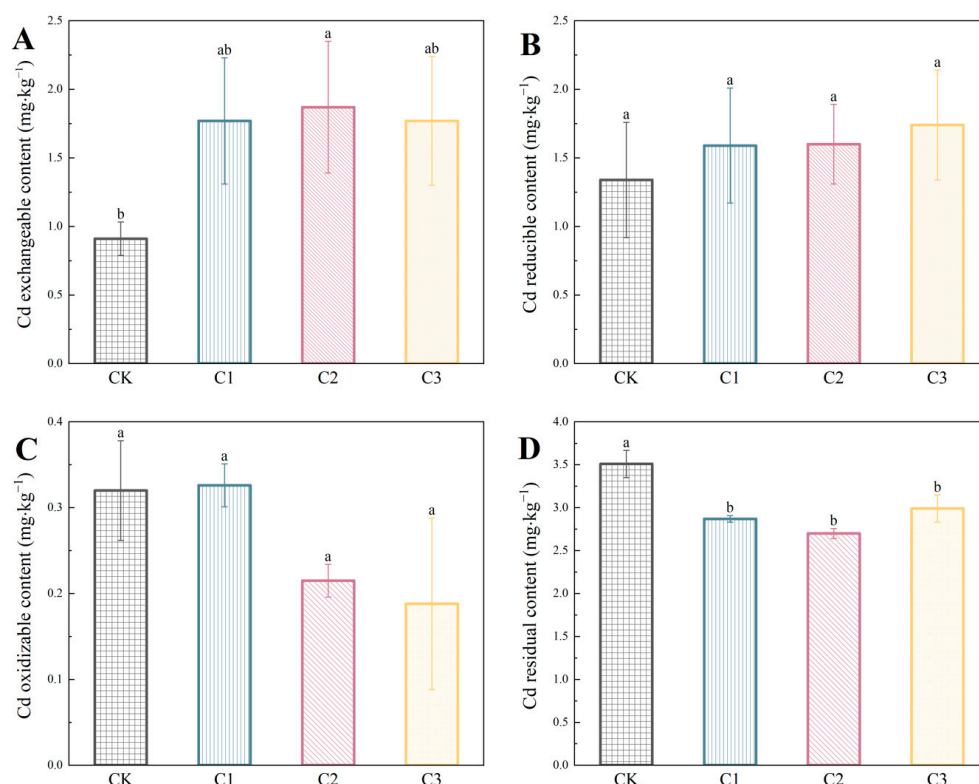 A
Cd exchangeable content (mg·kg⁻¹)
2.5
2.0
1.5
1.0
0.5
0.0
b
ab
a
ab
CK
C1
C2
C3
B
Cd reducible content (mg·kg⁻¹)
2.5
2.0
1.5
1.0
0.5
0.0
a
a
a
a
CK
C1
C2
C3
C
Cd oxidizable content (mg·kg⁻¹)
0.4
0.3
0.2
0.1
0.0
a
a
a
a
CK
C1
C2
C3
D
Cd residual content (mg·kg⁻¹)
4.0
3.5
3.0
2.5
2.0
1.5
1.0
0.5
0.0
a
b
b
b
CK
C1
C2
C3